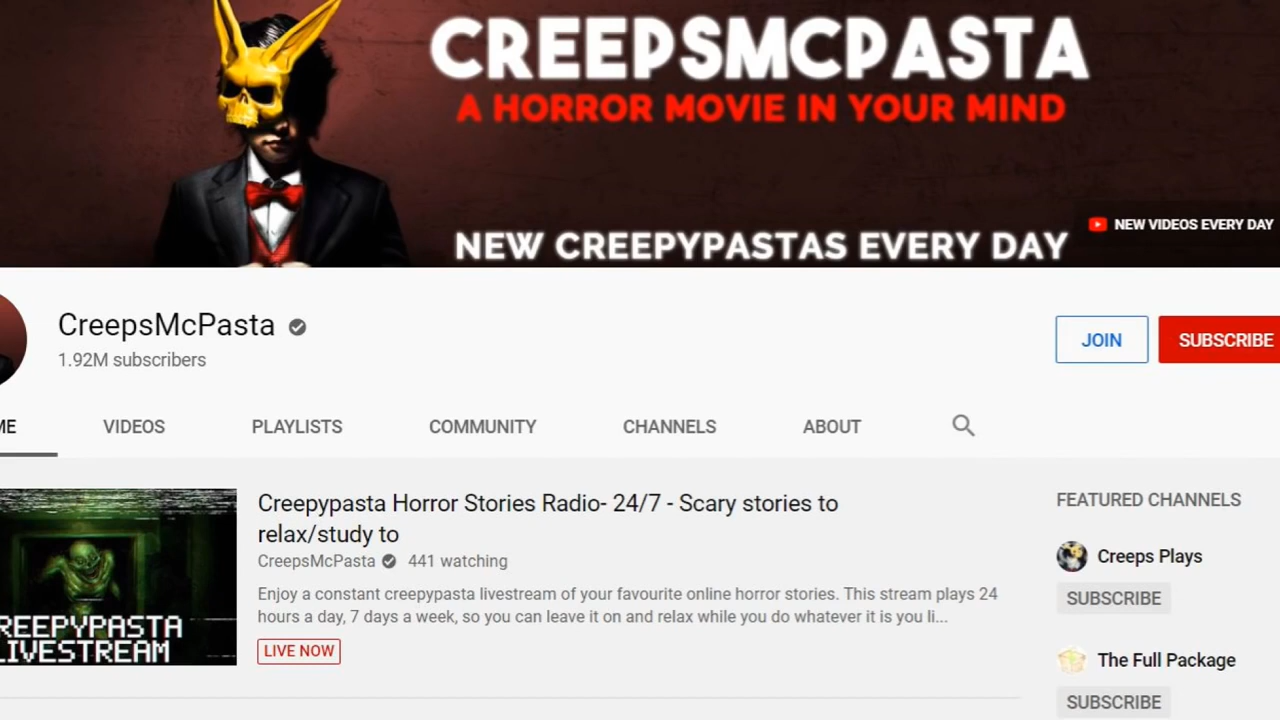 CREEPSMCPASTA
A HORROR MOVIE IN YOUR MIND
NEW CREEPYPASTAS EVERY DAY
NEW VIDEOS EVERY DAY
CreepsMcPasta
1.92M subscribers
JOIN
SUBSCRIBE
ME
VIDEOS
PLAYLISTS
COMMUNITY
CHANNELS
ABOUT
REEPYPASTA
IVESTREAM
Creepypasta Horror Stories Radio- 24/7 - Scary stories to
relax/study to
CreepsMcPasta
441 watching
Enjoy a constant creepypasta livestream of your favourite online horror stories. This stream plays 24
hours a day, 7 days a week, so you can leave it on and relax while you do whatever it is you li...
LIVE NOW
FEATURED CHANNELS
Creeps Plays
SUBSCRIBE
The Full Package
SUBSCRIBE